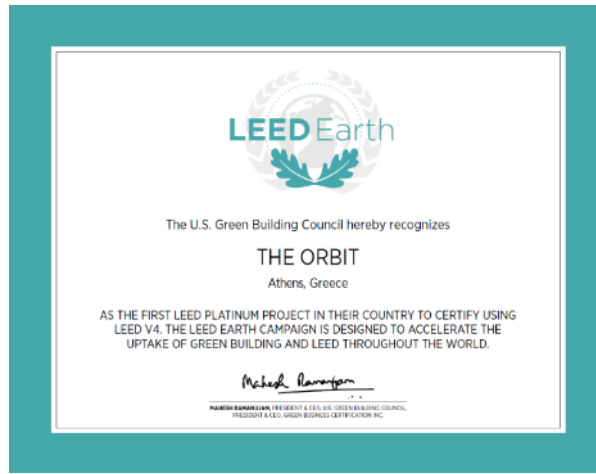 LEED Earth
The U.S. Green Building Council hereby recognizes
THE ORBIT
Athens, Greece
AS THE FIRST LEED PLATINUM PROJECT IN THEIR COUNTRY TO CERTIFY USING
LEED V4. THE LEED EARTH CAMPAIGN IS DESIGNED TO ACCELERATE THE
UPTAKE OF GREEN BUILDING AND LEED THROUGHOUT THE WORLD.
Mahesh Ramanujam
MAHESH RAMANUJAM, PRESIDENT & CEO, U.S. GREEN BUILDING COUNCIL,
PRESIDENT & CEO, GREEN BUSINESS CERTIFICATION INC.